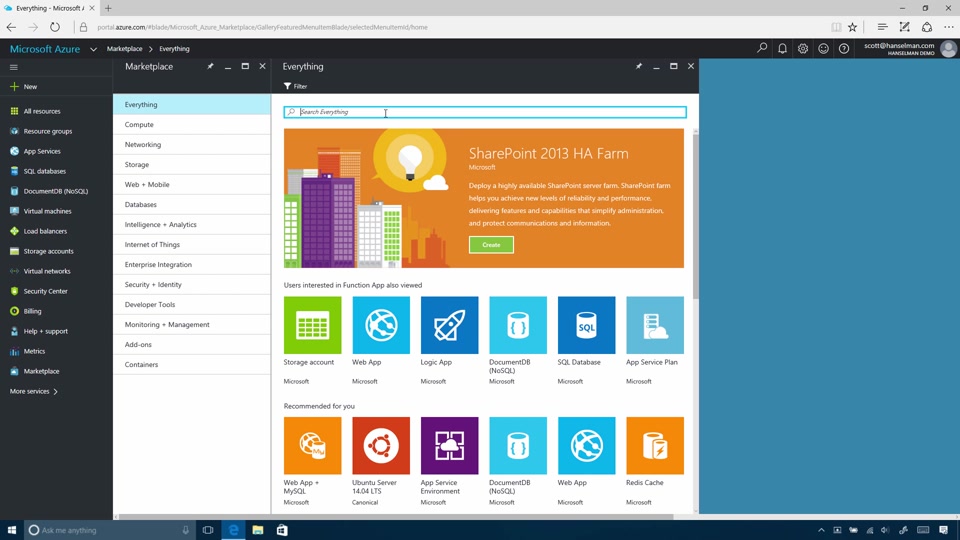 Everything - Microsoft A
portal.azure.com/#blade/Microsoft_Azure_Marketplace/GalleryFeaturedMenuItemBlade/selectedMenuItemId/home
Microsoft Azure
Marketplace > Everything
scott@hanselman.com
HANSELMAN DEMO
New
All resources
Resource groups
App Services
SQL databases
DocumentDB (NoSQL)
Virtual machines
Load balancers
Storage accounts
Virtual networks
Security Center
Billing
Help + support
Metrics
Marketplace
More services >
Marketplace
Everything
Compute
Networking
Storage
Web + Mobile
Databases
Intelligence + Analytics
Internet of Things
Enterprise Integration
Security + Identity
Developer Tools
Monitoring + Management
Add-ons
Containers
Everything
Filter
Search Everything
SharePoint 2013 HA Farm
Microsoft
Deploy a highly available SharePoint server farm. SharePoint farm
helps you achieve new levels of reliability and performance,
delivering features and capabilities that simplify administration,
and protect communications and information.
Create
Users interested in Function App also viewed
SQL
Storage account
Microsoft
Web App
Microsoft
Logic App
Microsoft
DocumentDB
(NoSQL)
Microsoft
SQL Database
Microsoft
App Service Plan
Microsoft
Recommended for you
My
Web App +
MySQL
Microsoft
Ubuntu Server
14.04 LTS
Canonical
App Service
Environment
Microsoft
DocumentDB
(NoSQL)
Microsoft
Web App
Microsoft
Redis Cache
Microsoft
Ask me anything